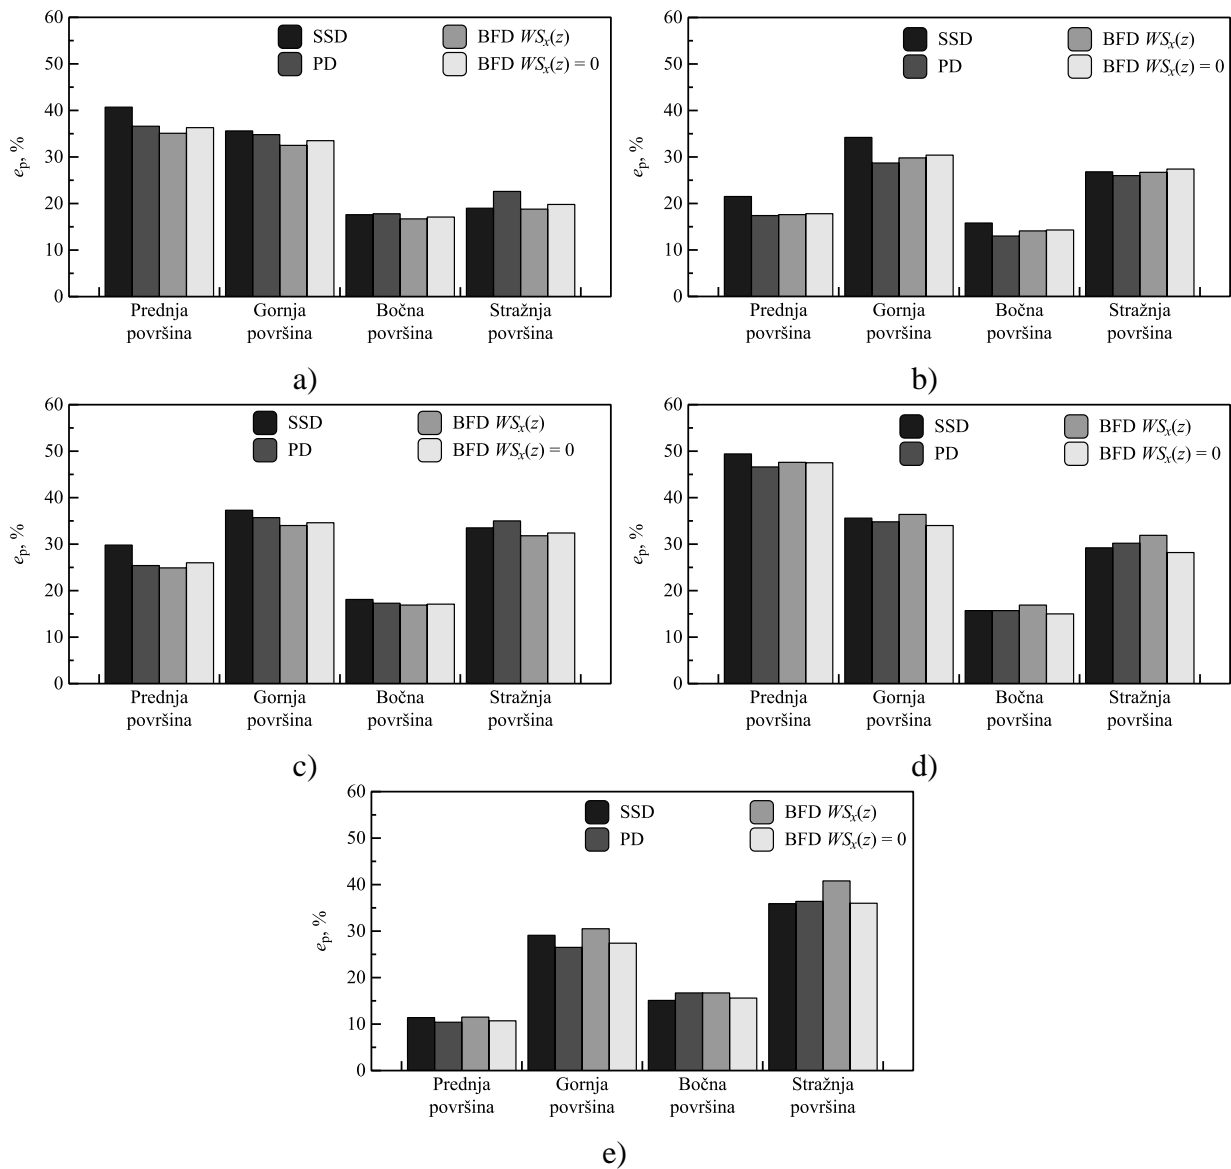 60
50
40
30
20
10
0
e_p, %
SSD
PD
BFD WS_x(z)
BFD WS_x(z) = 0
Prednja površina
Gornja površina
Bočna površina
Stražnja površina
a)
60
50
40
30
20
10
0
e_p, %
SSD
PD
BFD WS_x(z)
BFD WS_x(z) = 0
Prednja površina
Gornja površina
Bočna površina
Stražnja površina
b)
60
50
40
30
20
10
0
e_p, %
SSD
PD
BFD WS_x(z)
BFD WS_x(z) = 0
Prednja površina
Gornja površina
Bočna površina
Stražnja površina
c)
60
50
40
30
20
10
0
e_p, %
SSD
PD
BFD WS_x(z)
BFD WS_x(z) = 0
Prednja površina
Gornja površina
Bočna površina
Stražnja površina
d)
60
50
40
30
20
10
0
e_p, %
SSD
PD
BFD WS_x(z)
BFD WS_x(z) = 0
Prednja površina
Gornja površina
Bočna površina
Stražnja površina
e)